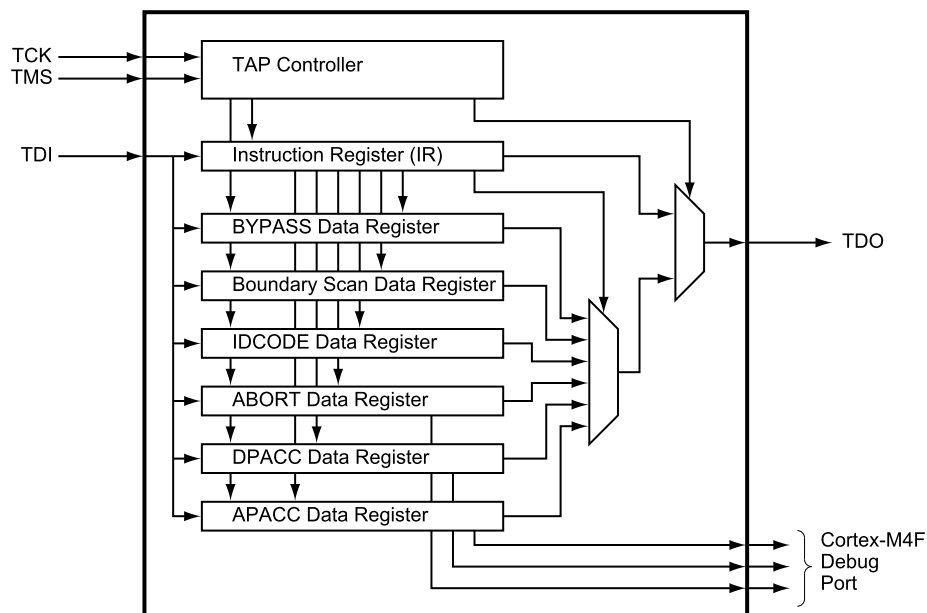 TCK
TMS
TAP Controller
TDI
Instruction Register (IR)
BYPASS Data Register
TDO
Boundary Scan Data Register
IDCODE Data Register
ABORT Data Register
DPACC Data Register
APACC Data Register
Cortex-M4F
Debug
Port